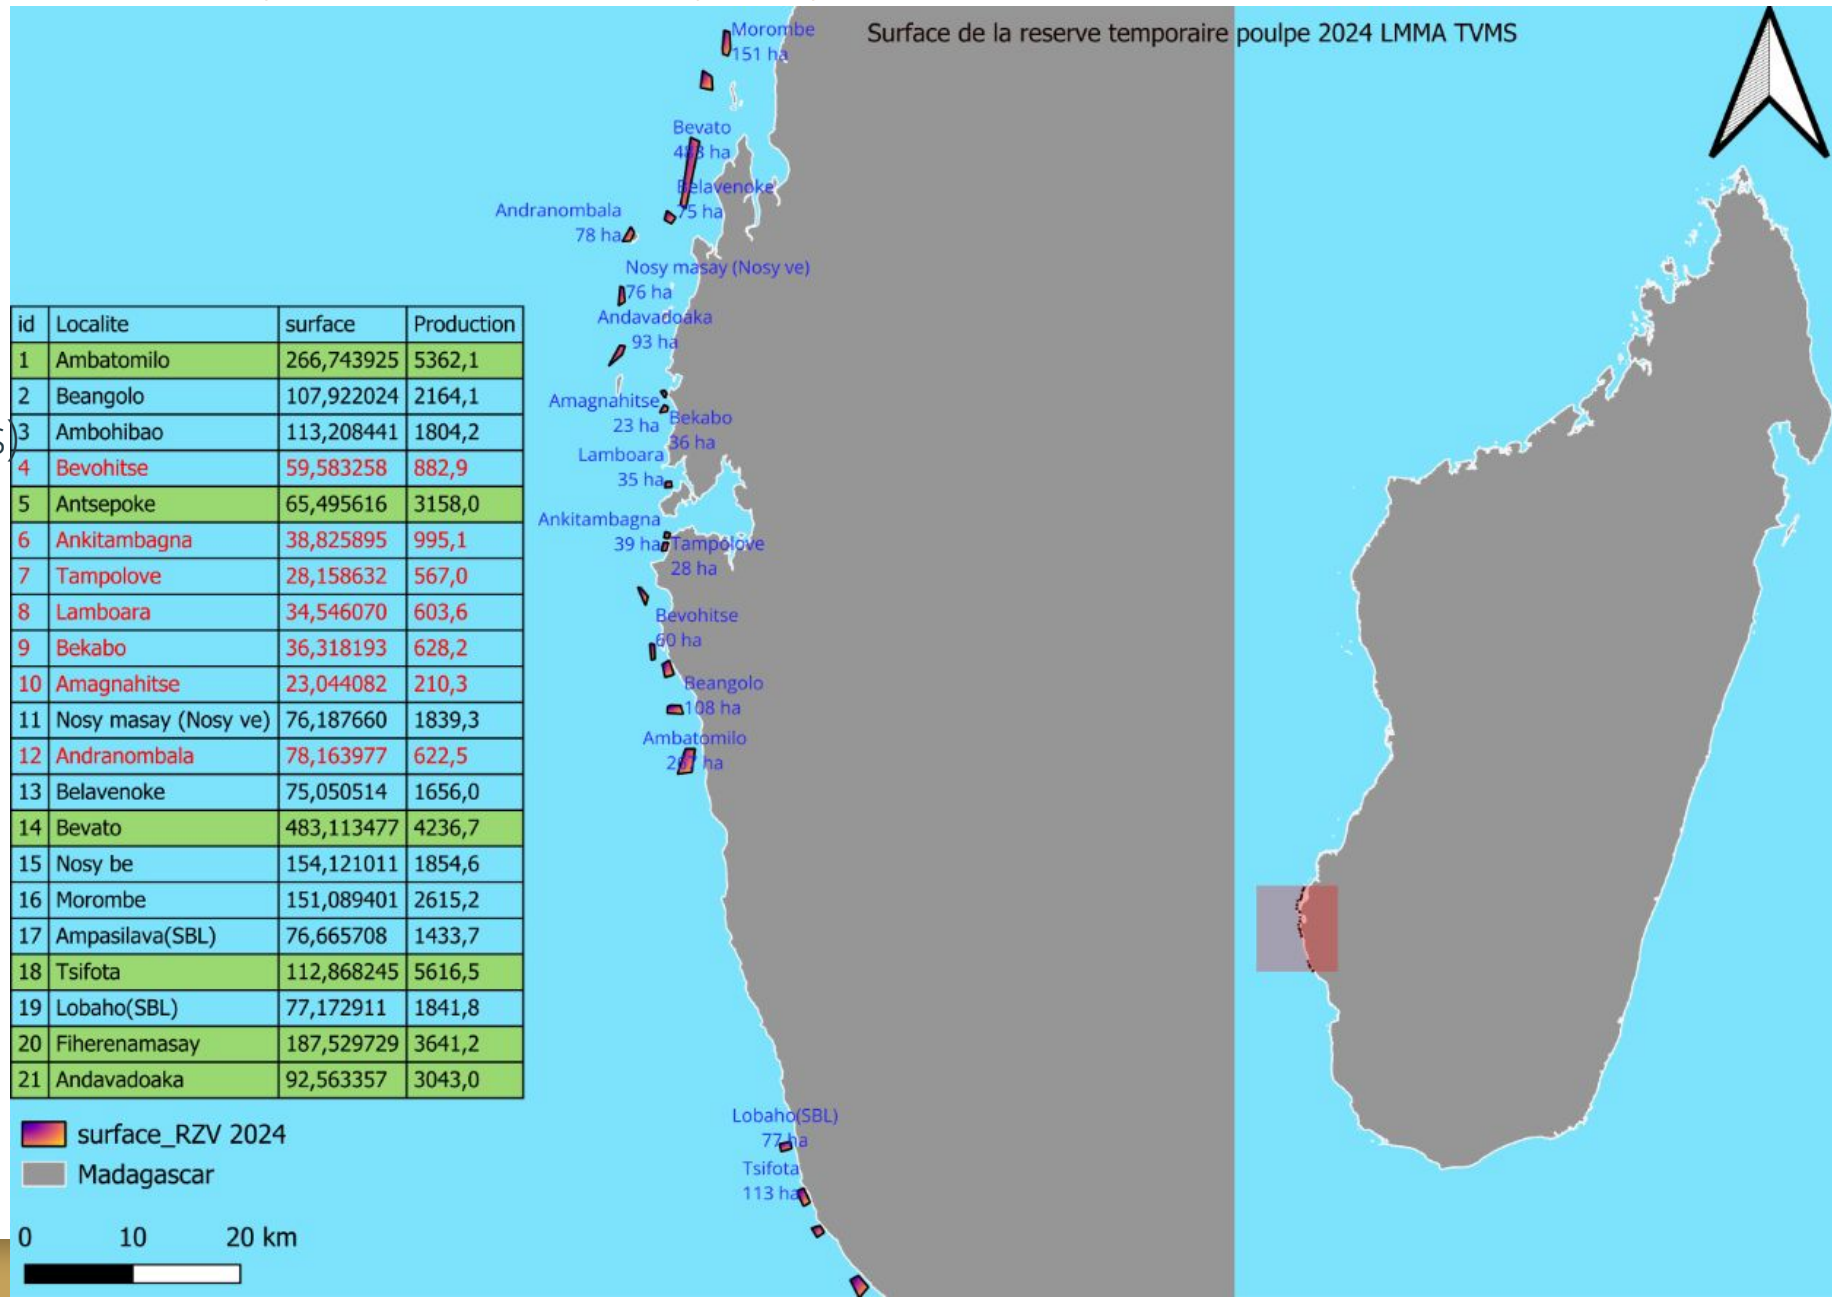 Surface de la reserve temporaire poulpe 2024 LMMA TVMS
Morombe
151 ha
Bevato
483 ha
Belavenoke
75 ha
Andranombala
78 ha
Nosy masay (Nosy ve)
76 ha
Andavadoaka
93 ha
Amagnahitse
23 ha
Bekabo
36 ha
Lamboara
35 ha
Ankitambagna
39 ha
Tampolove
28 ha
Bevohitse
60 ha
Beangolo
108 ha
Ambatomilo
267 ha
Lobaho(SBL)
77 ha
Tsifota
113 ha
id Localite surface Production
1 Ambatomilo 266,743925 5362,1
2 Beangolo 107,922024 2164,1
3 Ambohibao 113,208441 1804,2
4 Bevohitse 59,583258 882,9
5 Antsepoke 65,495616 3158,0
6 Ankitambagna 38,825895 995,1
7 Tampolove 28,158632 567,0
8 Lamboara 34,546070 603,6
9 Bekabo 36,318193 628,2
10 Amagnahitse 23,044082 210,3
11 Nosy masay (Nosy ve) 76,187660 1839,3
12 Andranombala 78,163977 622,5
13 Belavenoke 75,050514 1656,0
14 Bevato 483,113477 4236,7
15 Nosy be 154,121011 1854,6
16 Morombe 151,089401 2615,2
17 Ampasilava(SBL) 76,665708 1433,7
18 Tsifota 112,868245 5616,5
19 Lobaho(SBL) 77,172911 1841,8
20 Fiherenamasay 187,529729 3641,2
21 Andavadoaka 92,563357 3043,0
surface_RZV 2024
Madagascar
0 10 20 km